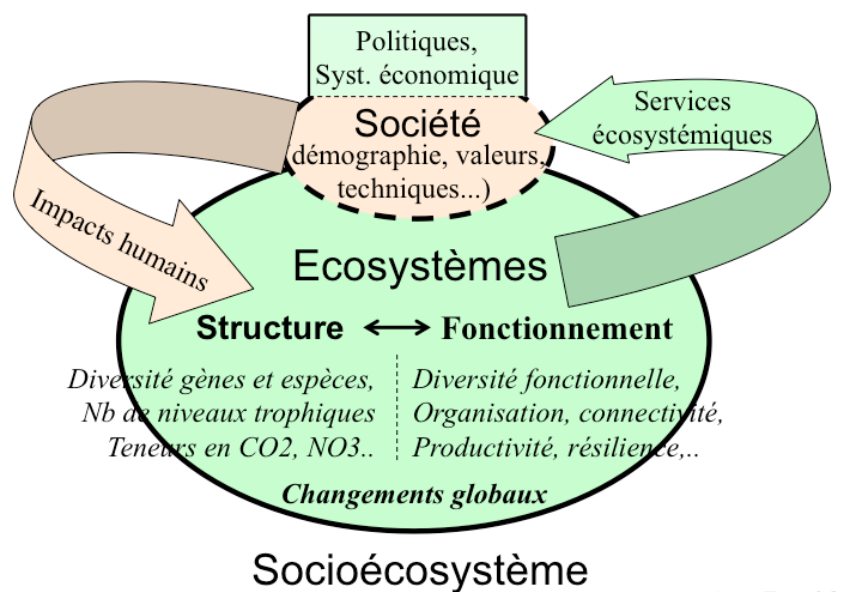 Politiques,
Syst. économique
Société
démographie, valeurs,
techniques...)
Services
écosystémiques
Impacts humains
Ecosystèmes
Structure
Fonctionnement
Diversité gènes et espèces,
Nb de niveaux trophiques
Teneurs en CO2, NO3..
Diversité fonctionnelle,
Organisation, connectivité,
Productivité, résilience,..
Changements globaux
Socioécosystème